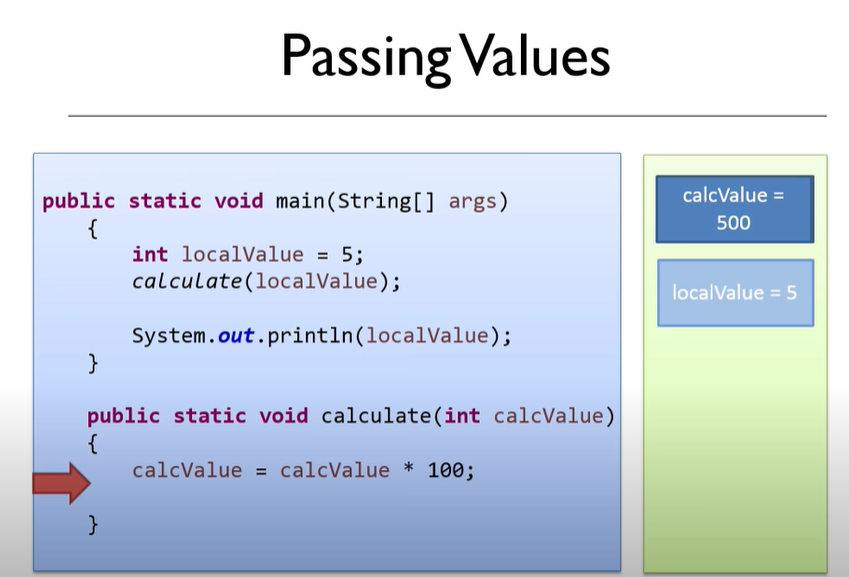 Passing Values
public static void main(String[] args)
{
int localValue = 5;
calculate(localValue);
System.out.println(localValue);
}
public static void calculate(int calcValue)
{
calcValue = calcValue * 100;
}
calcValue =
500
localValue = 5